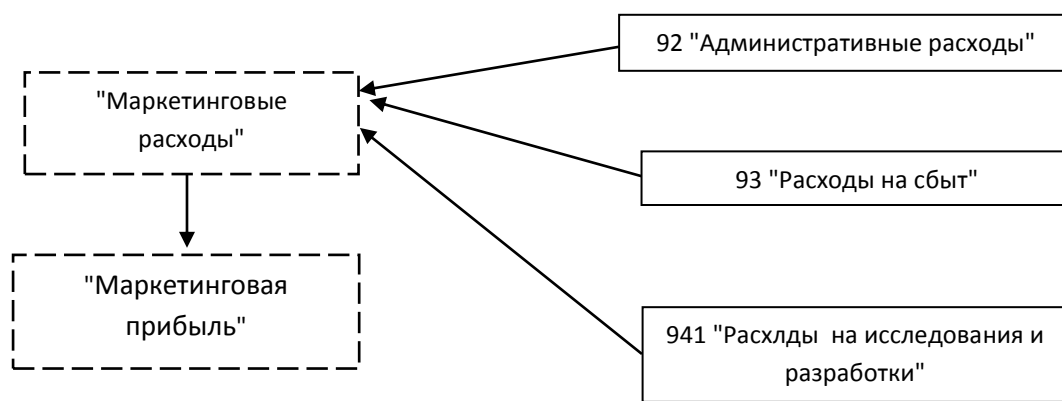 92 "Административные расходы"
"Маркетинговые
расходы"
93 "Расходы на сбыт"
"Маркетинговая
прибыль"
941 "Расхлды на исследования и
разработки"